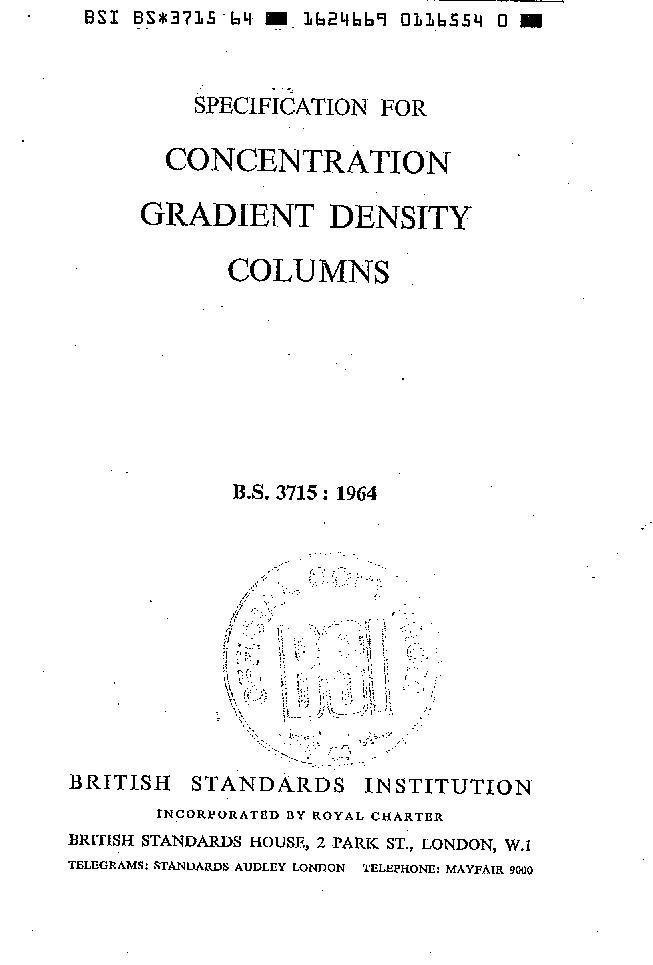 BSI BS*3715 64 ■ 1624669 0116554 0 ■
SPECIFICATION FOR
CONCENTRATION
GRADIENT DENSITY
COLUMNS
B.S. 3715 : 1964
BSI
BRITISH STANDARDS INSTITUTION
INCORPORATED BY ROYAL CHARTER
BRITISH STANDARDS HOUSE, 2 PARK ST., LONDON, W.1
TELEGRAMS: STANDARDS AUDLEY LONDON TELEPHONE: MAYFAIR 9000